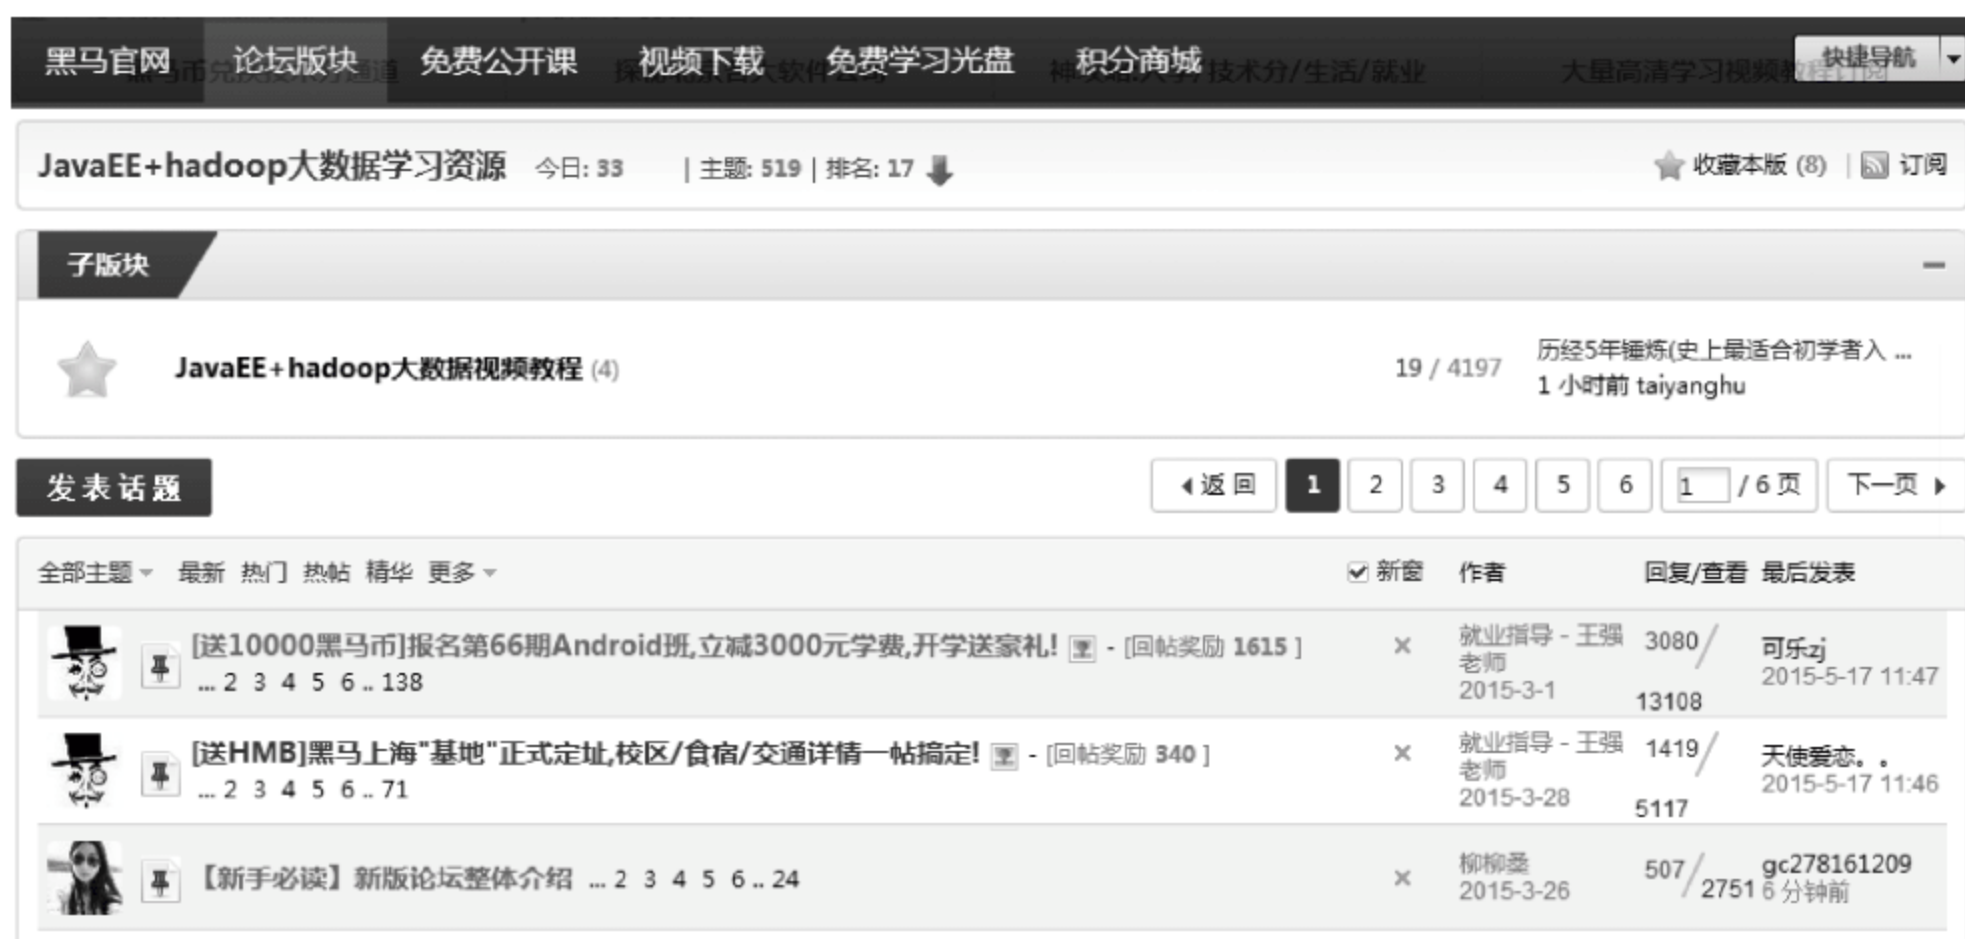 黑马官网 论坛版块 免费公开课 视频下载 免费学习光盘 积分商城 快捷导航
JavaEE+hadoop大数据学习资源 今日: 33 | 主题: 519 | 排名: 17 收藏本版 (8) | 订阅
子版块
JavaEE+hadoop大数据视频教程 (4) 19 / 4197 历经5年锤炼(史上最适合初学者入 ...
1 小时前 taiyanghu
发表话题 返回 1 2 3 4 5 6 1 / 6 页 下一页
全部主题 最新 热门 热帖 精华 更多 新窗 作者 回复/查看 最后发表
[送10000黑马币]报名第66期Android班,立减3000元学费,开学送豪礼! - [回帖奖励 1615 ]
... 2 3 4 5 6 .. 138
就业指导 - 王强老师
2015-3-1
3080/13108
可乐zj
2015-5-17 11:47
[送HMB]黑马上海"基地"正式定址,校区/食宿/交通详情一帖搞定! - [回帖奖励 340 ]
... 2 3 4 5 6 .. 71
就业指导 - 王强老师
2015-3-28
1419/5117
天使爱恋。。
2015-5-17 11:46
【新手必读】新版论坛整体介绍 ... 2 3 4 5 6 .. 24
2015-3-26
507/2751
gc278161209
6 分钟前